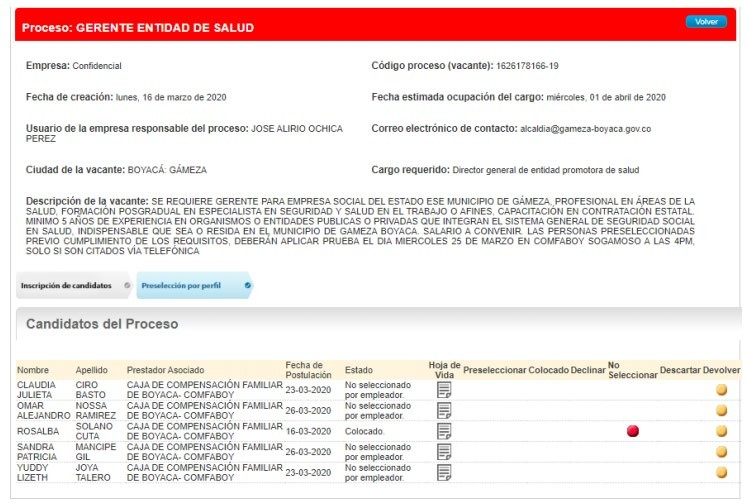 Proceso: GERENTE ENTIDAD DE SALUD
Volver
Empresa: Confidencial
Código proceso (vacante): 1626178166-19
Fecha de creación: lunes, 16 de marzo de 2020
Fecha estimada ocupación del cargo: miércoles, 01 de abril de 2020
Usuario de la empresa responsable del proceso: JOSE ALIRIO OCHICA
PEREZ
Correo electrónico de contacto: alcaldia@gameza-boyaca.gov.co
Ciudad de la vacante: BOYACÁ: GÁMEZA
Cargo requerido: Director general de entidad promotora de salud
Descripción de la vacante: SE REQUIERE GERENTE PARA EMPRESA SOCIAL DEL ESTADO ESE MUNICIPIO DE GÁMEZA, PROFESIONAL EN ÁREAS DE LA
SALUD, FORMACIÓN POSGRADUAL EN ESPECIALISTA EN SEGURIDAD Y SALUD EN EL TRABAJO O AFINES, CAPACITACIÓN EN CONTRATACIÓN ESTATAL.
MINIMO 5 AÑOS DE EXPERIENCIA EN ORGANISMOS O ENTIDADES PUBLICAS O PRIVADAS QUE INTEGRAN EL SISTEMA GENERAL DE SEGURIDAD SOCIAL
EN SALUD, INDISPENSABLE QUE SEA O RESIDA EN EL MUNICIPIO DE GAMEZA BOYACA. SALARIO A CONVENIR. LAS PERSONAS PRESELECCIONADAS
PREVIO CUMPLIMIENTO DE LOS REQUISITOS, DEBERÁN APLICAR PRUEBA EL DIA MIERCOLES 25 DE MARZO EN COMFABOY SOGAMOSO A LAS 4PM,
SOLO SI SON CITADOS VÍA TELEFÓNICA
Inscripción de candidatos
Preselección por perfil
Candidatos del Proceso
Nombre Apellido Prestador Asociado Fecha de Postulación Estado Hoja de Vida Preseleccionar Colocado Declinar No Seleccionar Descartar Devolver
CLAUDIA JULIETA CIRO BASTO CAJA DE COMPENSACIÓN FAMILIAR DE BOYACA- COMFABOY 23-03-2020 No seleccionado por empleador.
OMAR ALEJANDRO NOSSA RAMIREZ CAJA DE COMPENSACIÓN FAMILIAR DE BOYACA- COMFABOY 26-03-2020 No seleccionado por empleador.
ROSALBA SOLANO CUTA CAJA DE COMPENSACIÓN FAMILIAR DE BOYACA- COMFABOY 16-03-2020 Colocado.
SANDRA PATRICIA MANCIPE GIL CAJA DE COMPENSACIÓN FAMILIAR DE BOYACA- COMFABOY 26-03-2020 No seleccionado por empleador.
YUDDY LIZETH JOYA TALERO CAJA DE COMPENSACIÓN FAMILIAR DE BOYACA- COMFABOY 23-03-2020 No seleccionado por empleador.